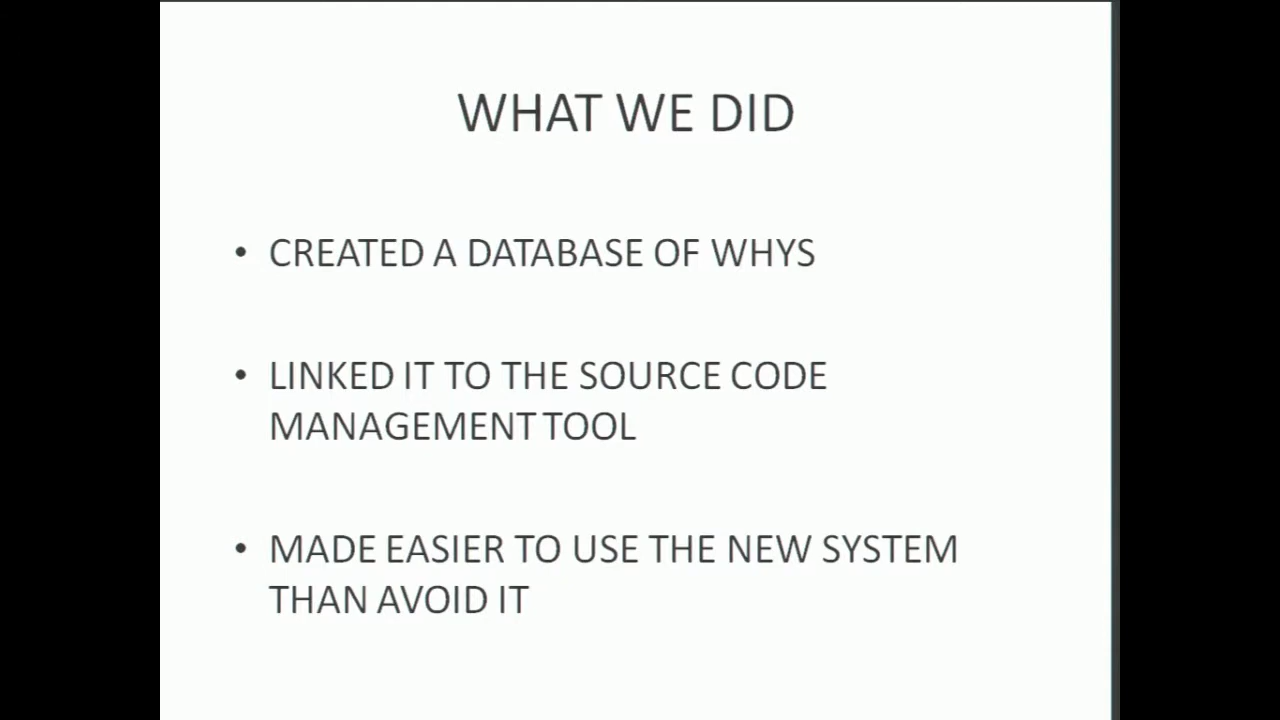 WHAT WE DID
• CREATED A DATABASE OF WHYS
• LINKED IT TO THE SOURCE CODE
MANAGEMENT TOOL
• MADE EASIER TO USE THE NEW SYSTEM
THAN AVOID IT